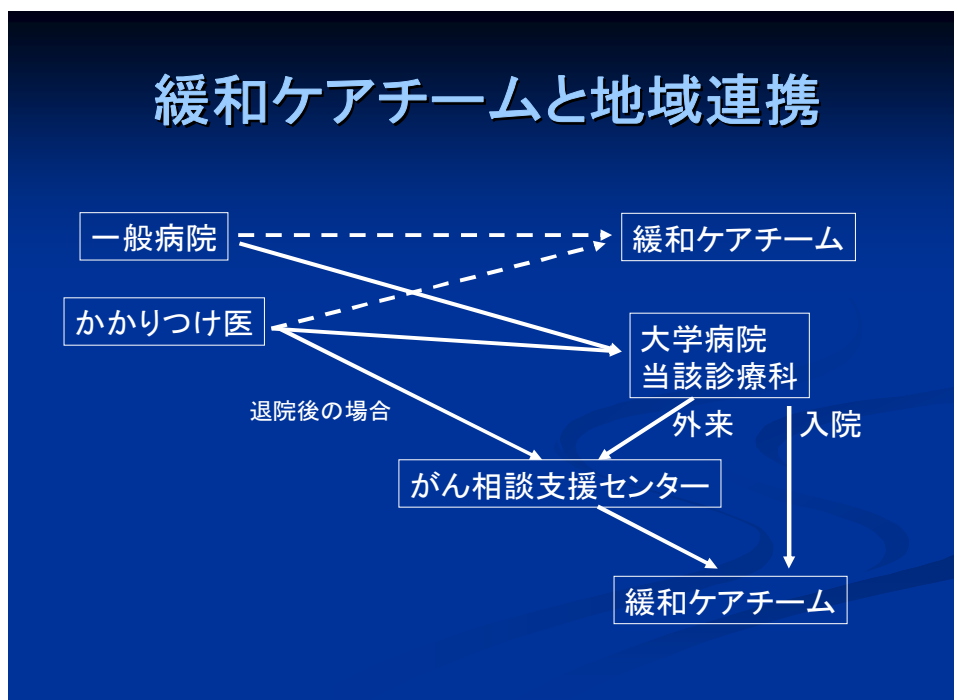 緩和ケアチームと地域連携
一般病院
緩和ケアチーム
かかりつけ医
大学病院
当該診療科
退院後の場合
外来
入院
がん相談支援センター
緩和ケアチーム